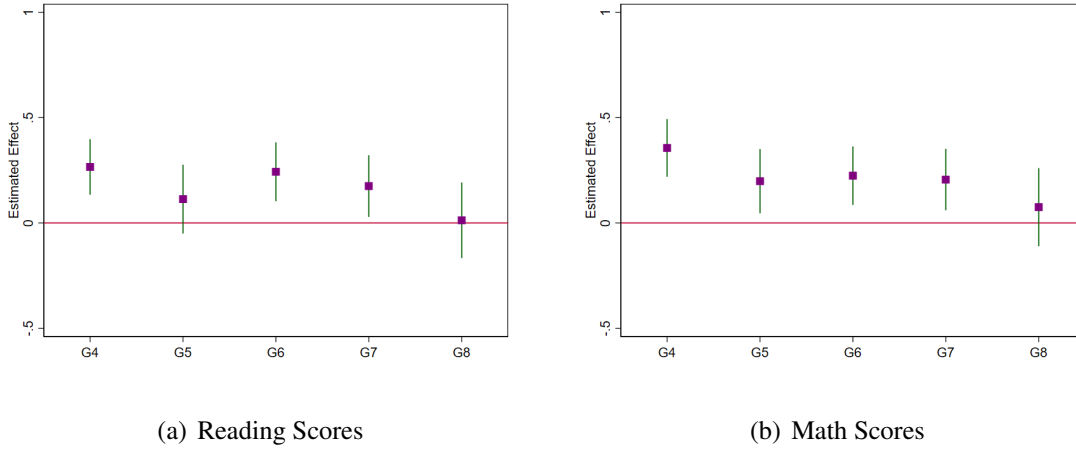 Estimated Effect
1
.5
0
-.5
G4 G5 G6 G7 G8
(a) Reading Scores
Estimated Effect
1
.5
0
-.5
G4 G5 G6 G7 G8
(b) Math Scores